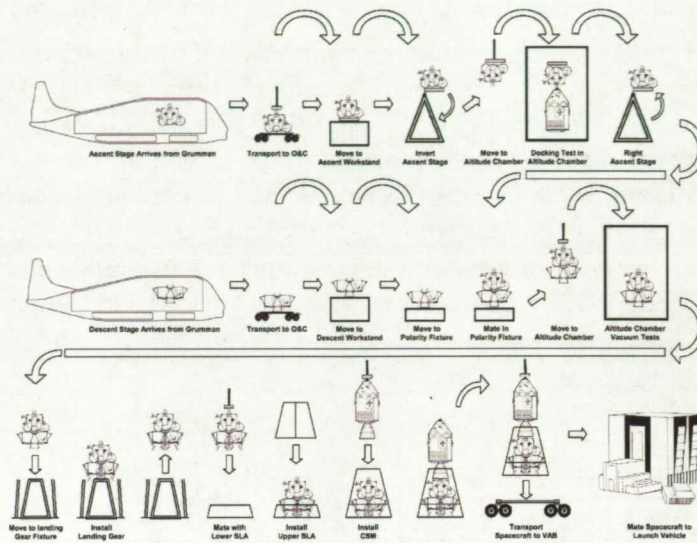 Ascent Stage Arrives from Grumman
Transport to O&C
Move to
Ascent Workstand
Invert
Ascent Stage
Move to
Altitude Chamber
Docking Test in
Altitude Chamber
Right
Ascent Stage
Descent Stage Arrives from Grumman
Transport to O&C
Move to
Descent Workstand
Move to
Polarity Fixture
Mate in
Polarity Fixture
Move to
Altitude Chamber
Altitude Chamber
Vacuum Tests
Move to landing
Gear Fixture
Install
Landing Gear
Mate with
Lower SLA
Install
Upper SLA
Install
CSM
Transport
Spacecraft to VAB
Mate Spacecraft to
Launch Vehicle